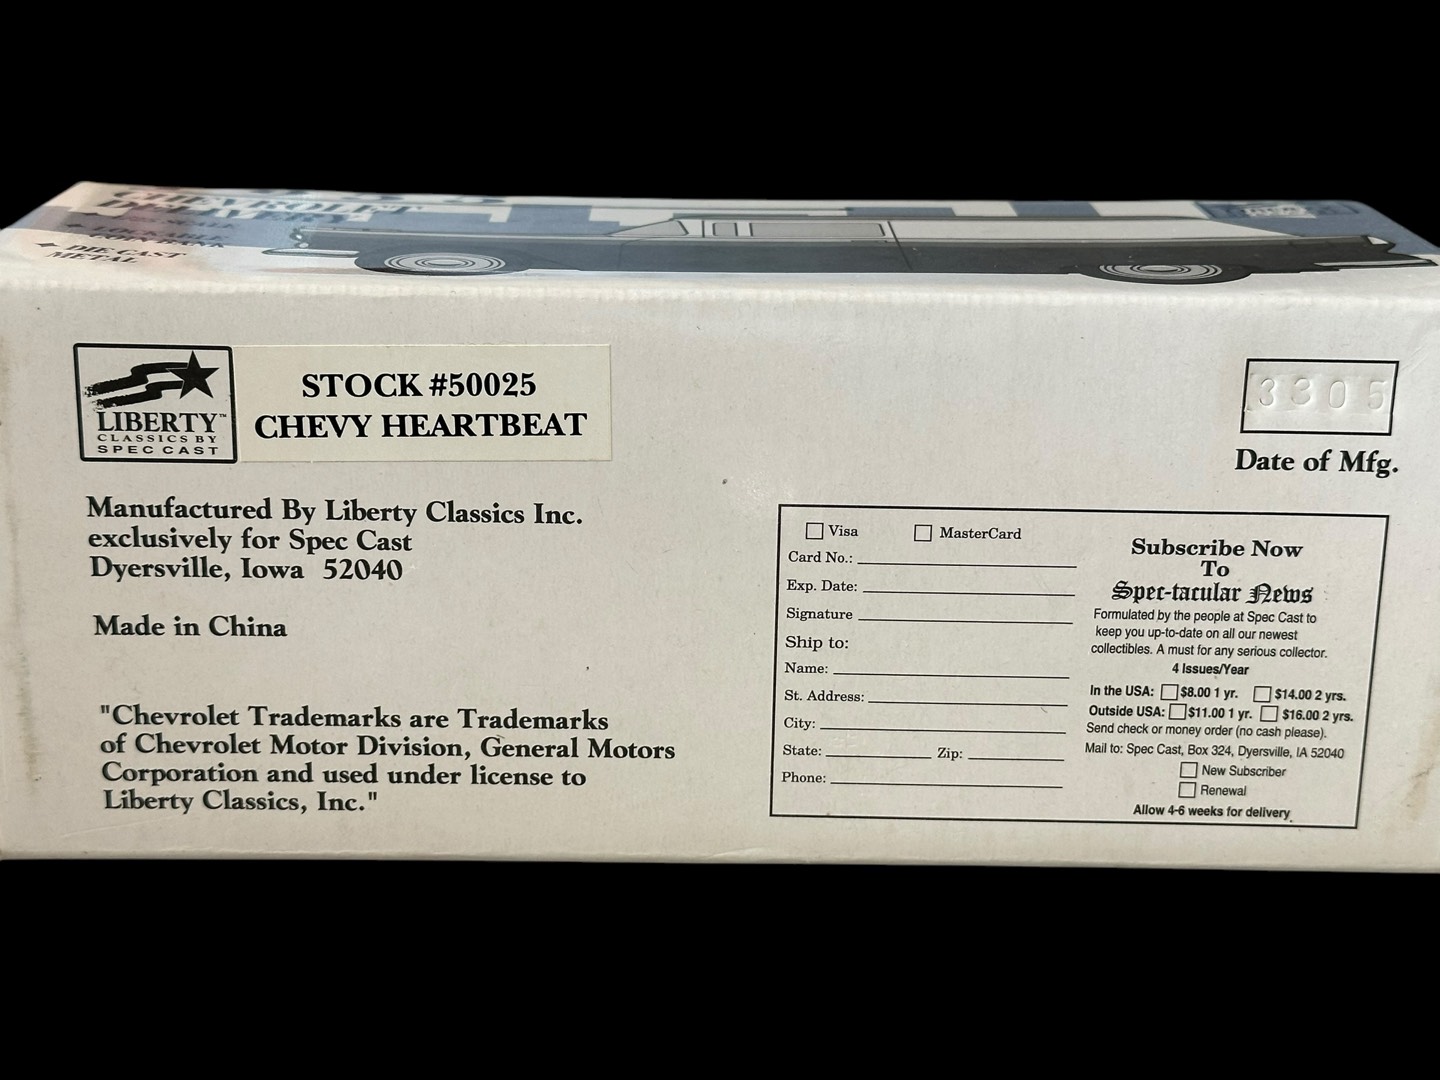 CHEVROLET
DELIVERY
LOCKABLE
COIN BANK
DIE CAST
METAL
LIBERTY™
CLASSICS BY
SPEC CAST
STOCK #50025
CHEVY HEARTBEAT
3305
Date of Mfg.
Manufactured By Liberty Classics Inc.
exclusively for Spec Cast
Dyersville, Iowa 52040
Made in China
"Chevrolet Trademarks are Trademarks
of Chevrolet Motor Division, General Motors
Corporation and used under license to
Liberty Classics, Inc."
Visa MasterCard
Card No.:
Exp. Date:
Signature
Ship to:
Name:
St. Address:
City:
State: Zip:
Phone:
Subscribe Now
To
Spec-tacular News
Formulated by the people at Spec Cast to
keep you up-to-date on all our newest
collectibles. A must for any serious collector.
4 Issues/Year
In the USA: $8.00 1 yr. $14.00 2 yrs.
Outside USA: $11.00 1 yr. $16.00 2 yrs.
Send check or money order (no cash please).
Mail to: Spec Cast, Box 324, Dyersville, IA 52040
New Subscriber
Renewal
Allow 4-6 weeks for delivery.